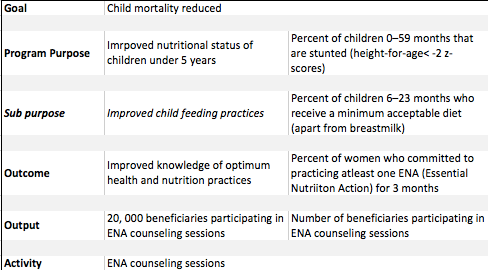 Goal Child mortality reduced
Program Purpose
Imrpoved nutritional status of
children under 5 years
Percent of children 0–59 months that
are stunted (height-for-age< -2 z-
scores)
Sub purpose
Improved child feeding practices
Percent of children 6–23 months who
receive a minimum acceptable diet
(apart from breastmilk)
Outcome
Improved knowledge of optimum
health and nutrition practices
Percent of women who committed to
practicing atleast one ENA (Essential
Nutriiton Action) for 3 months
Output
20, 000 beneficiaries participating in
ENA counseling sessions
Number of beneficiaries participating in
ENA counseling sessions
Activity ENA counseling sessions